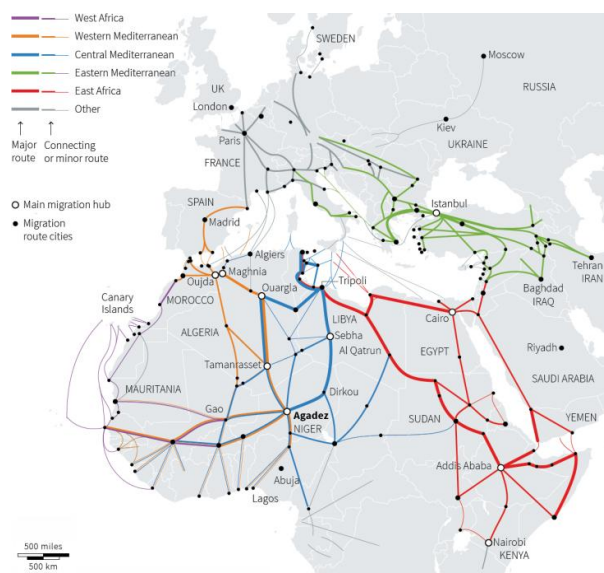 West Africa
Western Mediterranean
Central Mediterranean
Eastern Mediterranean
East Africa
Other
Major
route
Connecting
or minor route
Main migration hub
Migration
route cities
SWEDEN
Moscow
RUSSIA
UK
London
Kiev
UKRAINE
Paris
FRANCE
SPAIN
Madrid
Istanbul
Algiers
Tehran
IRAN
Oujda
Maghnia
Ouargla
Tripoli
Baghdad
IRAQ
Canary
Islands
MOROCCO
LIBYA
Cairo
ALGERIA
Sebha
Al Qatrun
EGYPT
Riyadh
Tamanrasset
SAUDI ARABIA
MAURITANIA
Dirkou
Gao
Agadez
NIGER
SUDAN
YEMEN
Addis Ababa
Abuja
Lagos
Nairobi
KENYA
500 miles
500 km